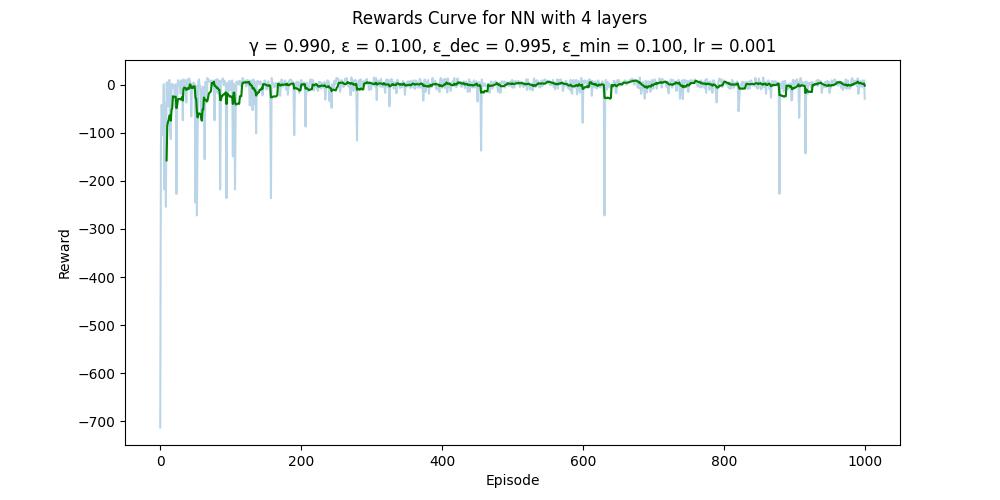 Rewards Curve for NN with 4 layers
γ = 0.990, ε = 0.100, ε_dec = 0.995, ε_min = 0.100, lr = 0.001
0
−100
−200
−300
−400
−500
−600
−700
Reward
0 200 400 600 800 1000
Episode